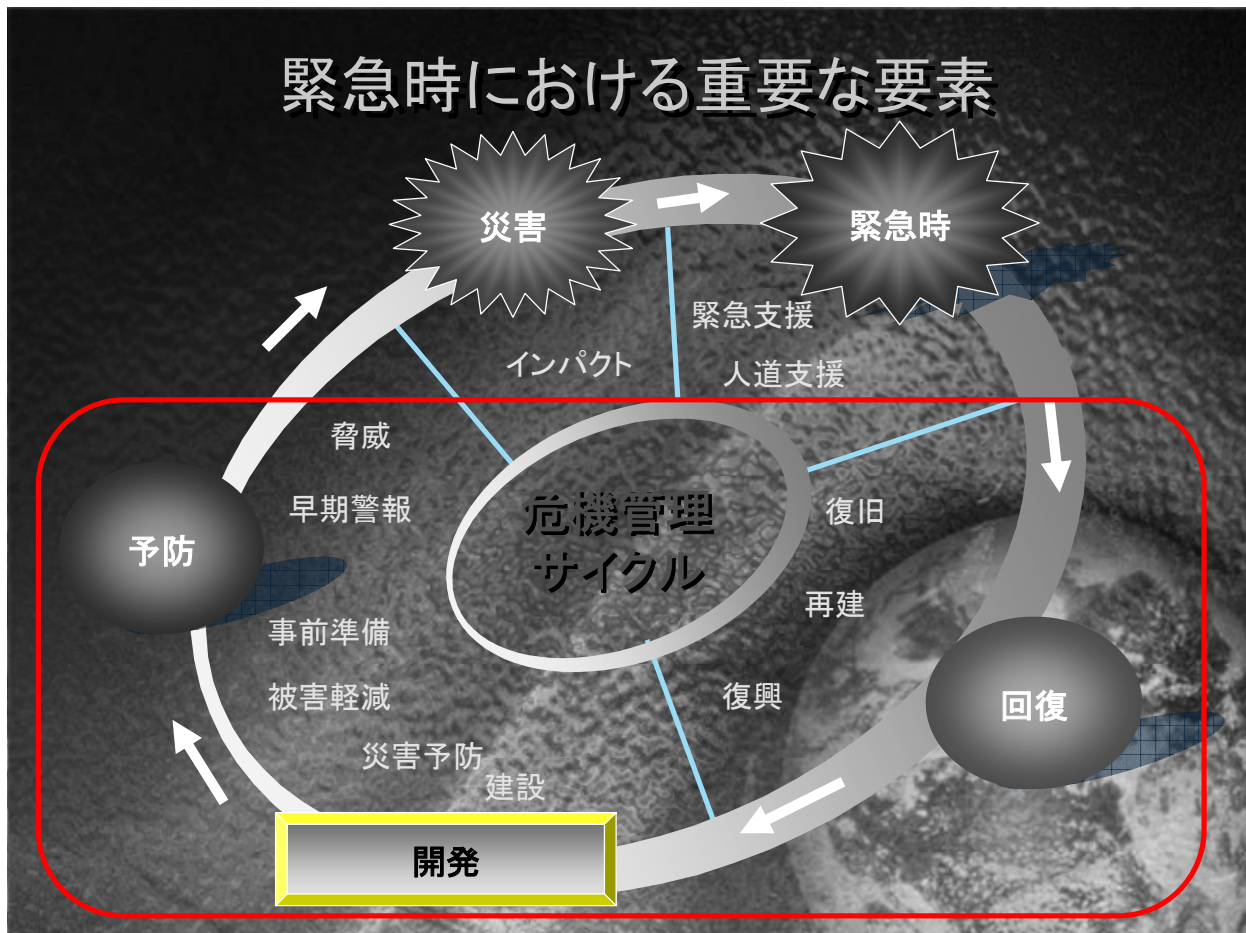 緊急時における重要な要素
災害
緊急時
緊急支援
インパクト
人道支援
脅威
早期警報
危機管理
サイクル
復旧
予防
再建
事前準備
被害軽減
復興
回復
災害予防
建設
開発